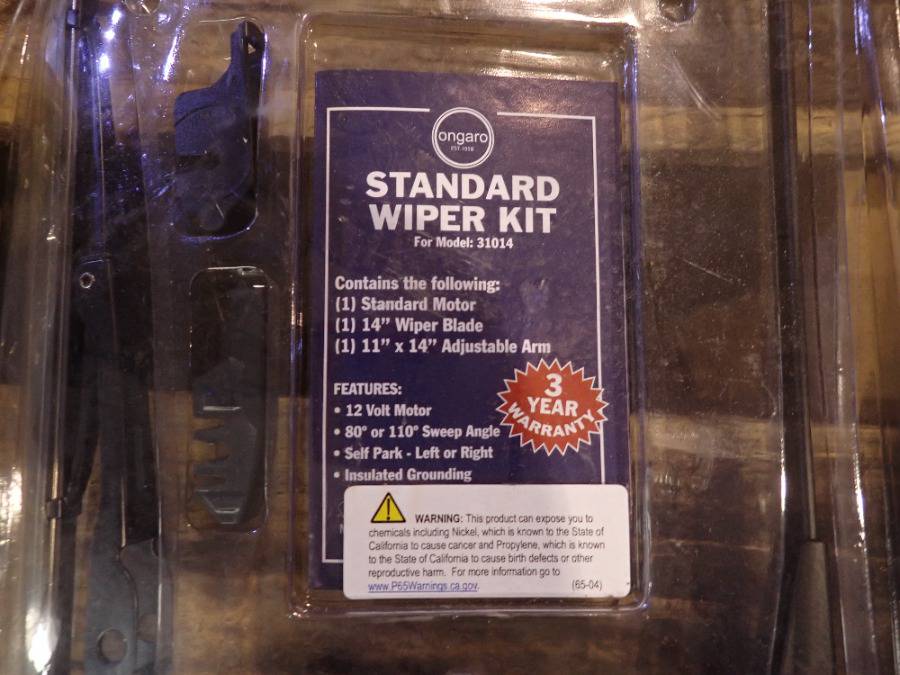 ongaro
EST. 1938
STANDARD
WIPER KIT
For Model: 31014
Contains the following:
(1) Standard Motor
(1) 14” Wiper Blade
(1) 11” x 14” Adjustable Arm
FEATURES:
• 12 Volt Motor
• 80° or 110° Sweep Angle
• Self Park - Left or Right
• Insulated Grounding
3
YEAR
WARRANTY
WARNING: This product can expose you to
chemicals including Nickel, which is known to the State of
California to cause cancer and Propylene, which is known
to the State of California to cause birth defects or other
reproductive harm. For more information go to
www.P65Warnings.ca.gov. (65-04)